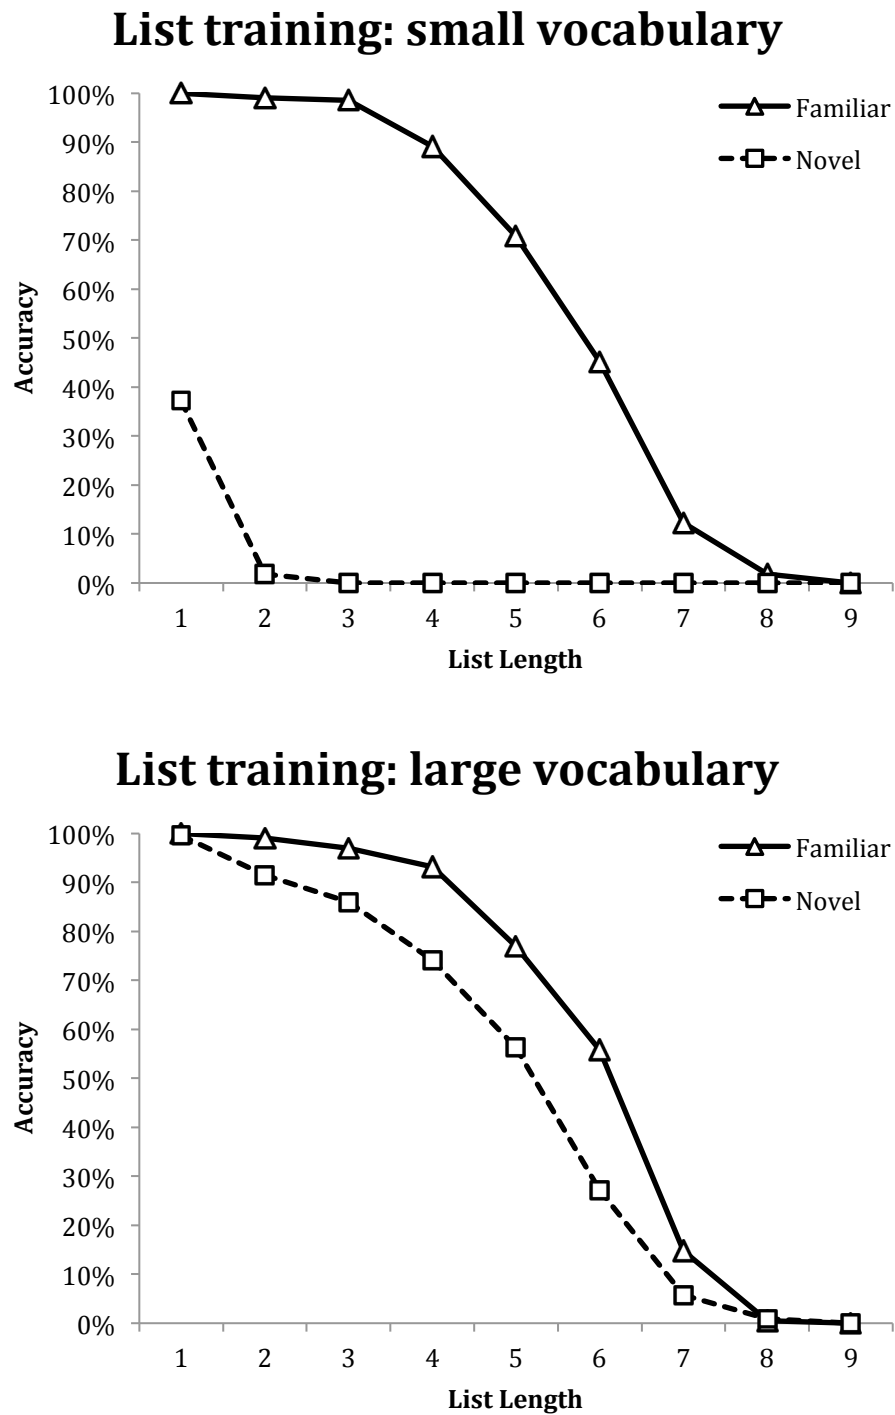 List training: small vocabulary
100%
90%
80%
70%
60%
50%
40%
30%
20%
10%
0%
Accuracy
Familiar
Novel
1 2 3 4 5 6 7 8 9
List Length
List training: large vocabulary
100%
90%
80%
70%
60%
50%
40%
30%
20%
10%
0%
Accuracy
Familiar
Novel
1 2 3 4 5 6 7 8 9
List Length